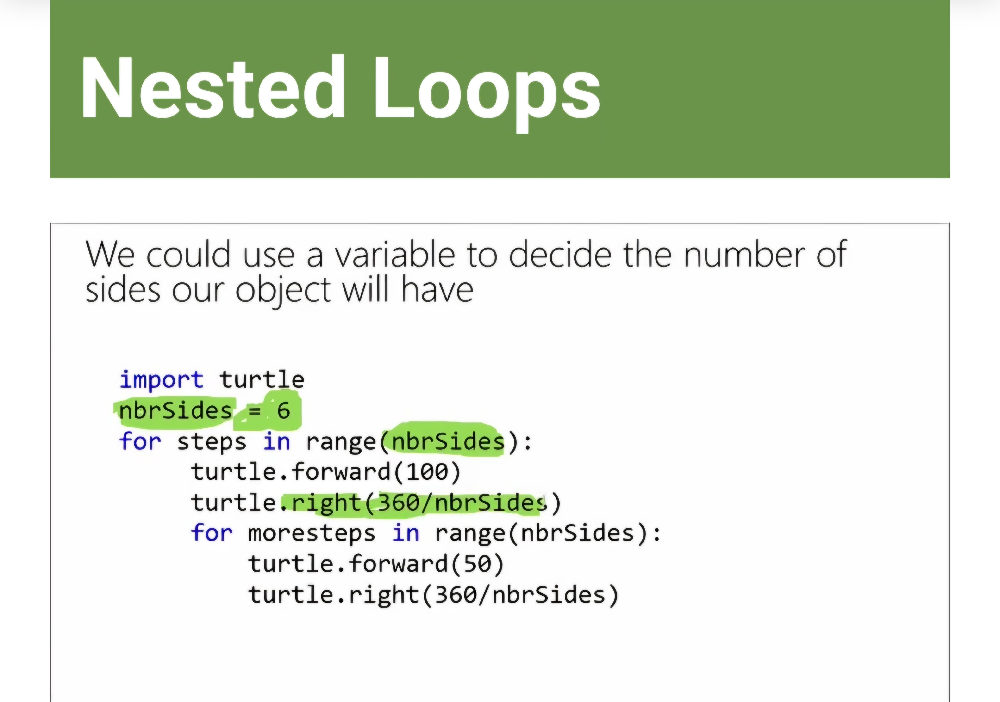 Nested Loops
We could use a variable to decide the number of
sides our object will have
import turtle
nbrSides = 6
for steps in range(nbrSides):
    turtle.forward(100)
    turtle.right(360/nbrSides)
    for moresteps in range(nbrSides):
        turtle.forward(50)
        turtle.right(360/nbrSides)